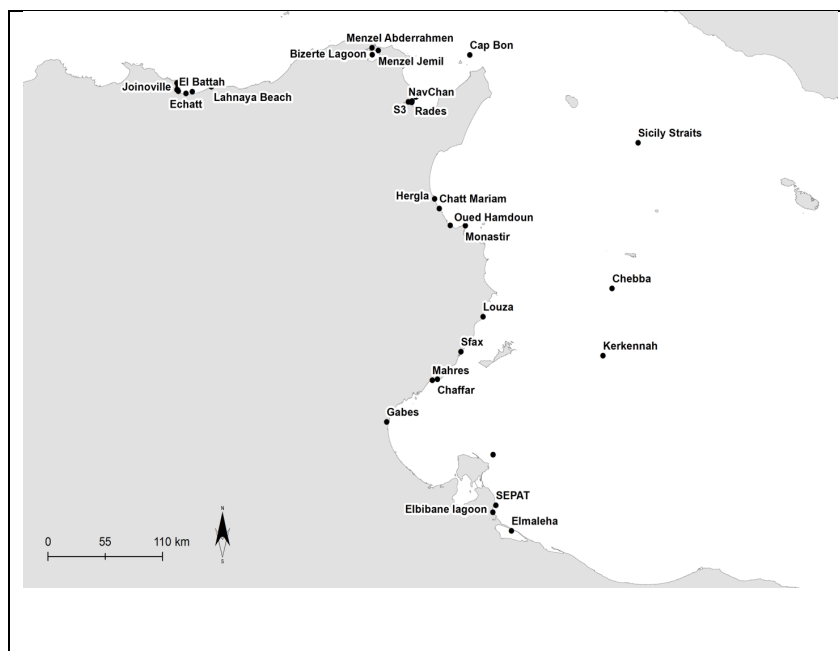 Menzel Abderrahmen
Cap Bon
Bizerte Lagoon
Menzel Jemil
El Battah
Joinoville
Lahnaya Beach
Echatt
NavChan
S3
Rades
Sicily Straits
Hergla
Chatt Mariam
Oued Hamdoun
Monastir
Chebba
Louza
Sfax
Kerkennah
Mahres
Chaffar
Gabes
SEPAT
Elbibane lagoon
Elmaleha
N
0 55 110 km
S